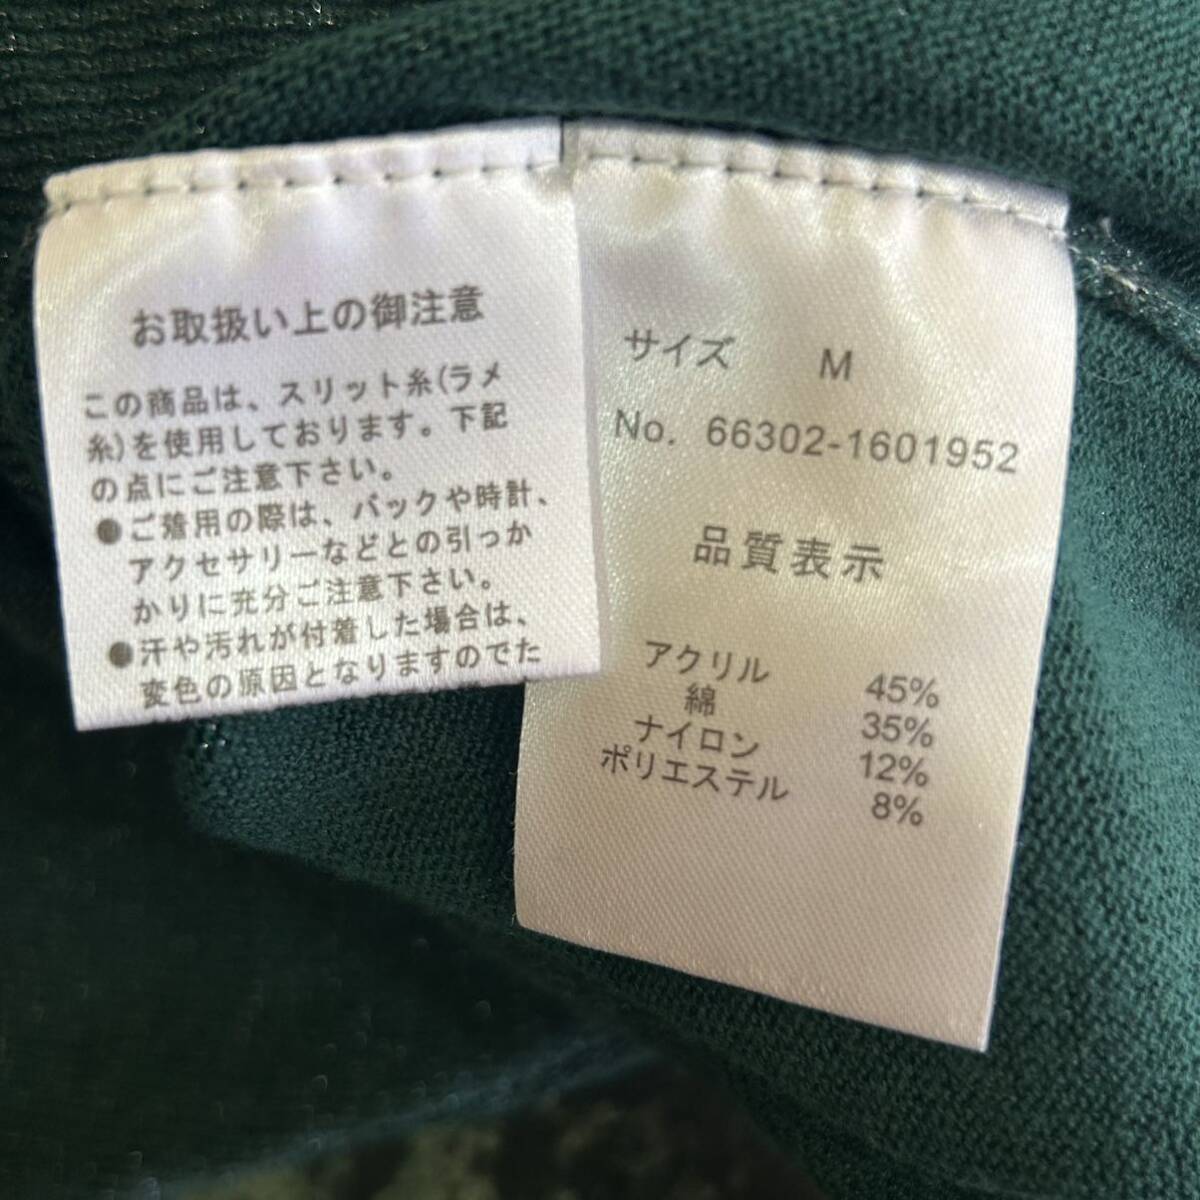 お取扱い上の御注意
この商品は、スリット糸(ラメ
糸)を使用しております。下記
の点にご注意下さい。
●ご着用の際は、バックや時計、
アクセサリーなどとの引っか
かりに充分ご注意下さい。
●汗や汚れが付着した場合は、
変色の原因となりますのでた
サイズ M
No. 66302-1601952
品質表示
アクリル 45%
綿 35%
ナイロン 12%
ポリエステル 8%